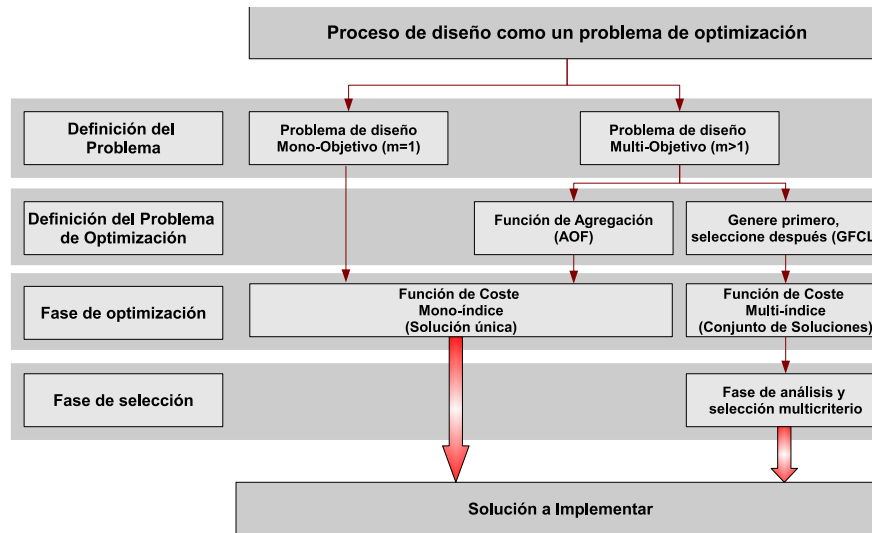 Proceso de diseño como un problema de optimización
Definición del
Problema
Problema de diseño
Mono-Objetivo (m=1)
Problema de diseño
Multi-Objetivo (m>1)
Definición del Problema
de Optimización
Función de Agregación
(AOF)
Genere primero,
seleccione después (GFCL)
Fase de optimización
Función de Coste
Mono-índice
(Solución única)
Función de Coste
Multi-índice
(Conjunto de Soluciones)
Fase de selección
Fase de análisis y
selección multicriterio
Solución a Implementar